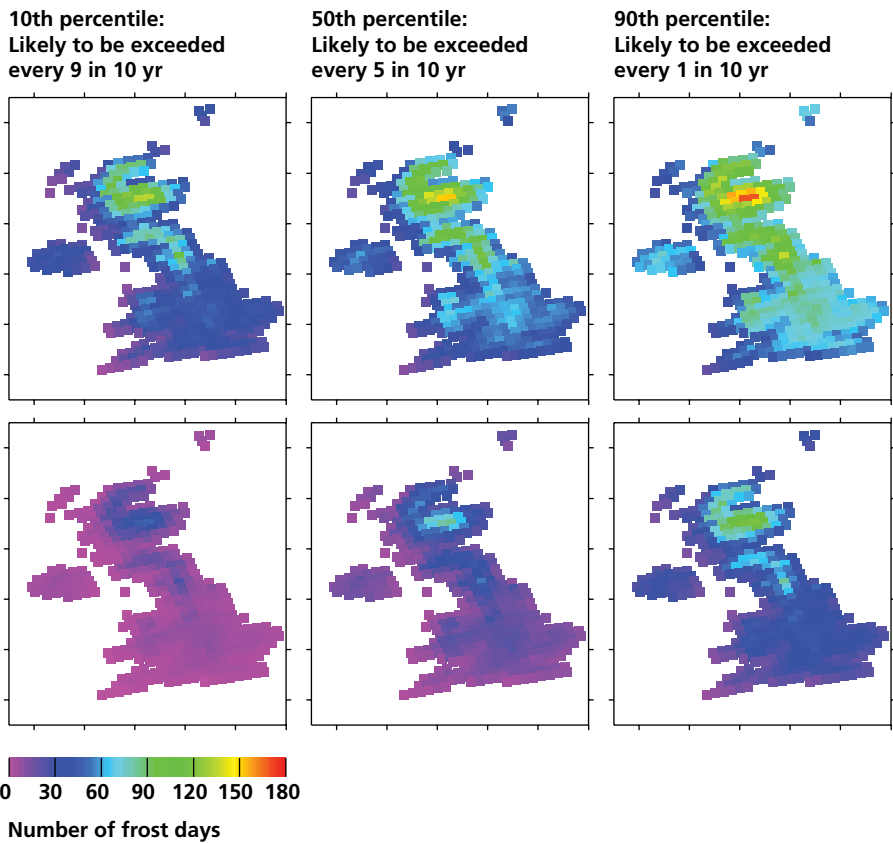 10th percentile:
Likely to be exceeded
every 9 in 10 yr
50th percentile:
Likely to be exceeded
every 5 in 10 yr
90th percentile:
Likely to be exceeded
every 1 in 10 yr
0 30 60 90 120 150 180
Number of frost days